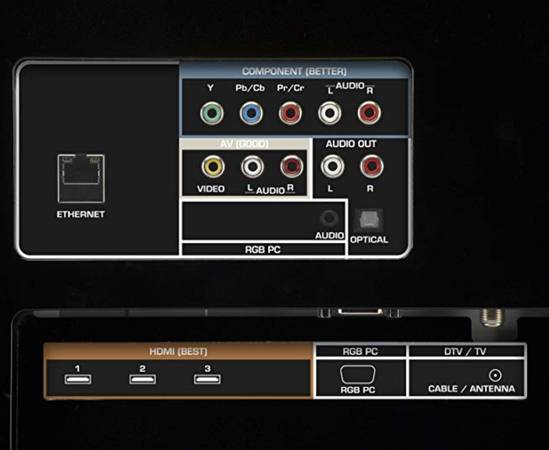 COMPONENT (BETTER)
Y Pb/Cb Pr/Cr L AUDIO R
AV (GOOD) AUDIO OUT
VIDEO L AUDIO R L R
ETHERNET
AUDIO OPTICAL
RGB PC
HDMI (BEST) RGB PC DTV / TV
1 2 3
RGB PC CABLE / ANTENNA